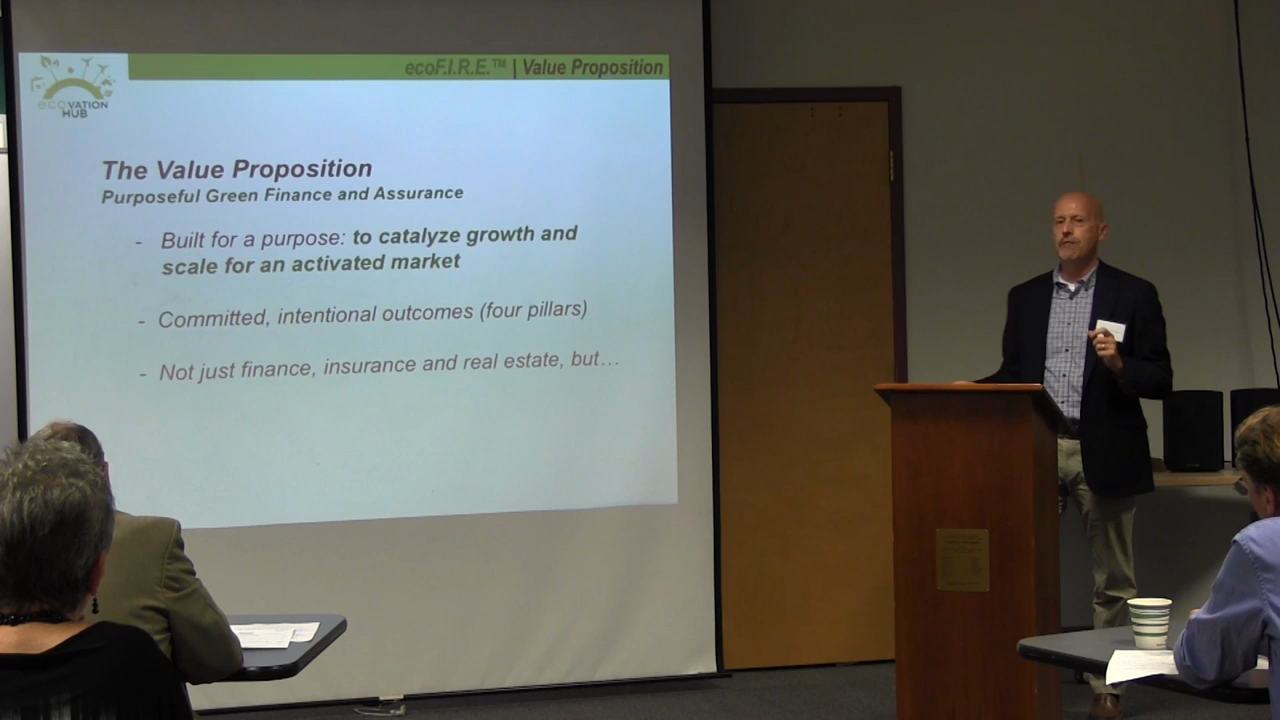 ecoF.I.R.E.™ | Value Proposition
ecoVATION
HUB
The Value Proposition
Purposeful Green Finance and Assurance
- Built for a purpose: to catalyze growth and
scale for an activated market
- Committed, intentional outcomes (four pillars)
- Not just finance, insurance and real estate, but…